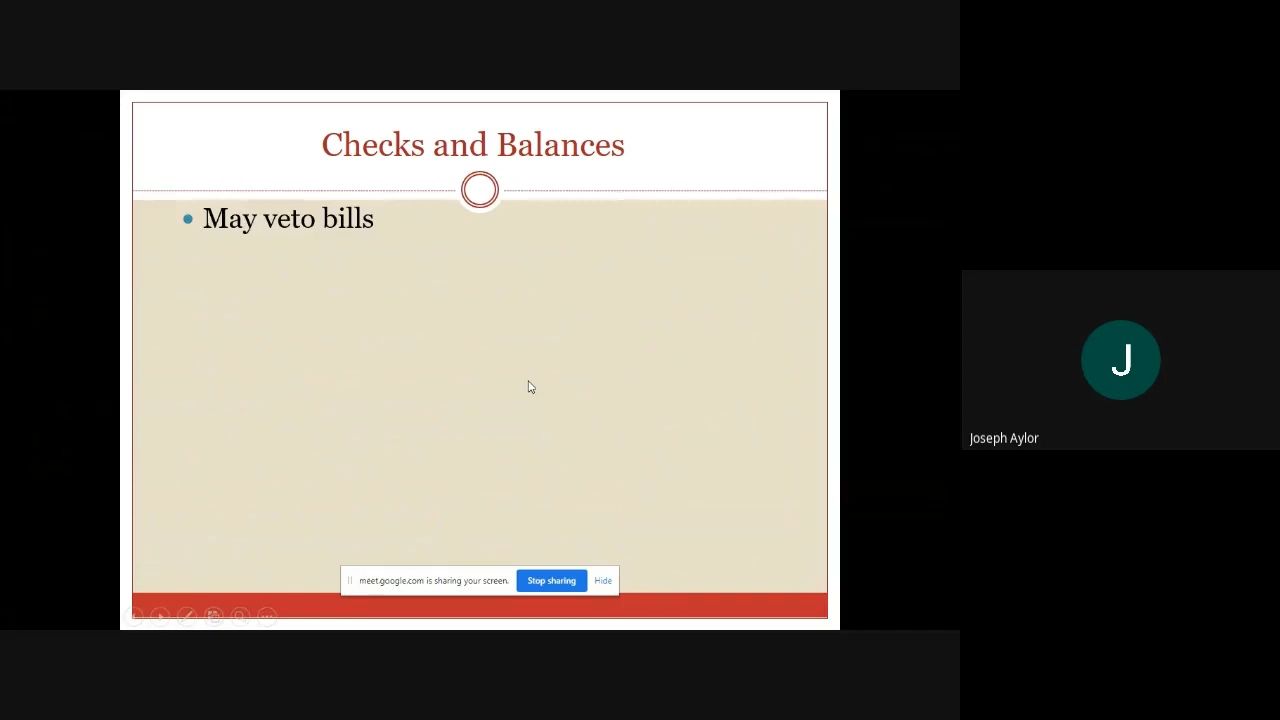 Checks and Balances
May veto bills
J
Joseph Aylor
meet.google.com is sharing your screen.
Stop sharing
Hide